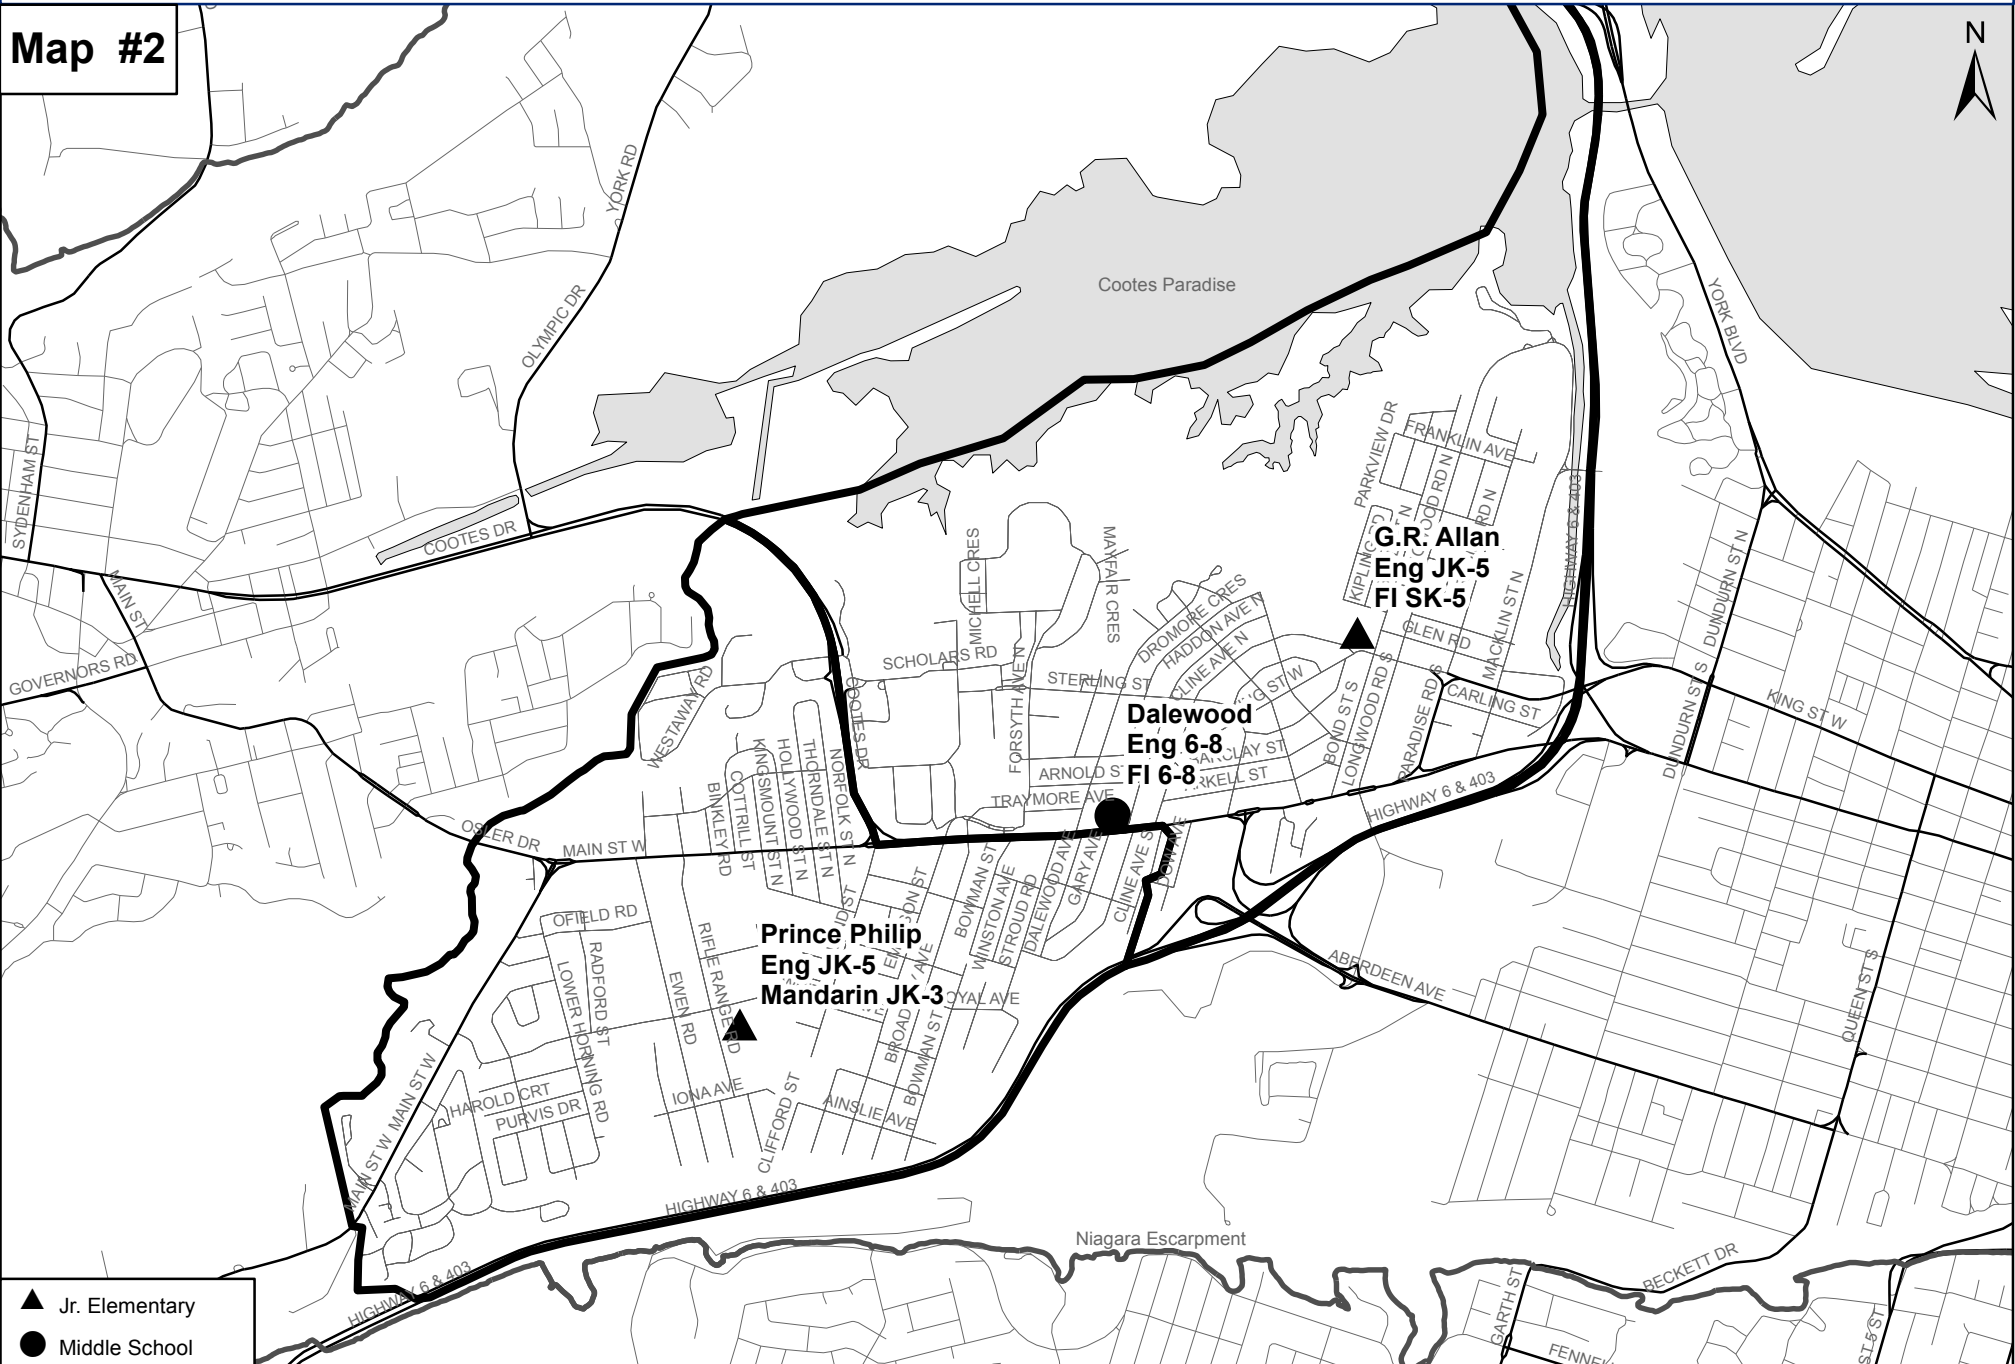 Map #2
N
YORK RD
OLYMPIC DR
Cootes Paradise
YORK BLVD
SYDENHAM ST
COOTES DR
MAIN ST
GOVERNORS RD
PARKVIEW DR
FRANKLIN AVE
HIGHWAY 6 & 403
G.R. Allan
Eng JK-5
FI SK-5
MICHELL CRES
MAYFAIR CRES
DROMORE CRES
HADDON AVE N
CLINE AVE N
SCHOLARS RD
STERLING ST
FORSYTH AVE N
GLEN RD
MACKLIN ST N
CARLING ST
DUNDURN ST N
DUNDURN ST S
KING ST W
WESTAWAY RD
COOTES DR
Dalewood
Eng 6-8
FI 6-8
BOND ST S
LONGWOOD RD S
PARADISE RD S
TRAYMORE AVE
HIGHWAY 6 & 403
KINGSMOUNT ST N
HOLLYWOOD ST N
THORNDALE ST N
NORFOLK ST N
COTTRILL ST
BINKLEY RD
OSLER DR
MAIN ST W
BOWMAN ST
WINSTON AVE
STROUD RD
DALEWOOD AVE
GARY AVE
CLINE AVE S
DOW AVE
OFIELD RD
RADFORD ST
LOWER HORNING RD
EWEN RD
RIFLE RANGE RD
Prince Philip
Eng JK-5
Mandarin JK-3
ABERDEEN AVE
QUEEN ST S
BOWMAN ST
MAIN ST W
MAIN ST W
HAROLD CRT
PURVIS DR
IONA AVE
CLIFFORD ST
AINSLIE AVE
HIGHWAY 6 & 403
Niagara Escarpment
BECKETT DR
GARTH ST
HIGHWAY 6 & 403
Jr. Elementary
Middle School